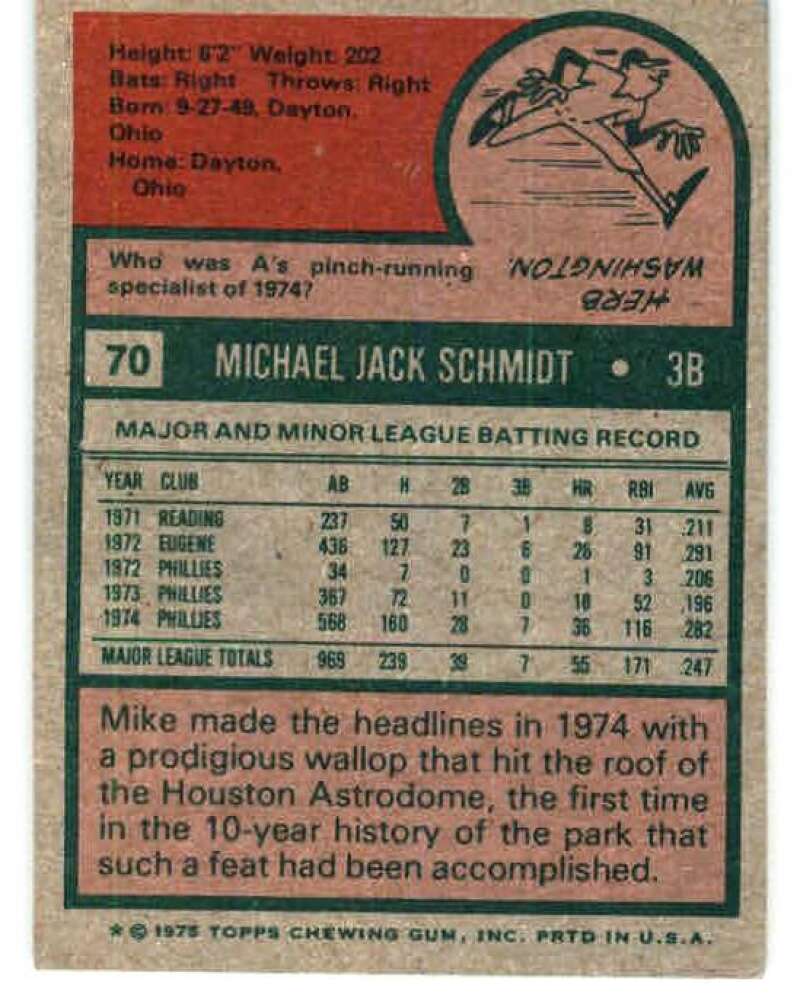 Height: 6'2" Weight: 202
Bats: Right Throws: Right
Born: 9-27-49, Dayton,
Ohio
Home: Dayton,
Ohio
Who was A's pinch-running
specialist of 1974?
HERB
WASHINGTON.
70 MICHAEL JACK SCHMIDT • 3B
MAJOR AND MINOR LEAGUE BATTING RECORD
YEAR CLUB AB H 2B 3B HR RBI AVG
1971 READING 237 50 7 1 8 31 .211
1972 EUGENE 436 127 23 6 26 91 .291
1972 PHILLIES 34 7 0 0 1 3 .206
1973 PHILLIES 367 72 11 0 18 52 .196
1974 PHILLIES 568 160 28 7 36 116 .282
MAJOR LEAGUE TOTALS 969 239 39 7 55 171 .247
Mike made the headlines in 1974 with
a prodigious wallop that hit the roof of
the Houston Astrodome, the first time
in the 10-year history of the park that
such a feat had been accomplished.
* © 1975 TOPPS CHEWING GUM, INC. PRTD IN U.S.A.